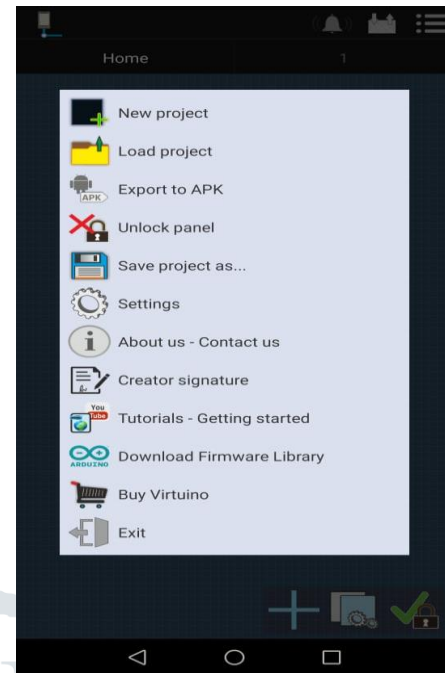 Home
1
New project
Load project
Export to APK
APK
Unlock panel
Save project as...
Settings
i
About us - Contact us
Creator signature
You
Tube
Tutorials - Getting started
ARDUINO
Download Firmware Library
Buy Virtuino
Exit